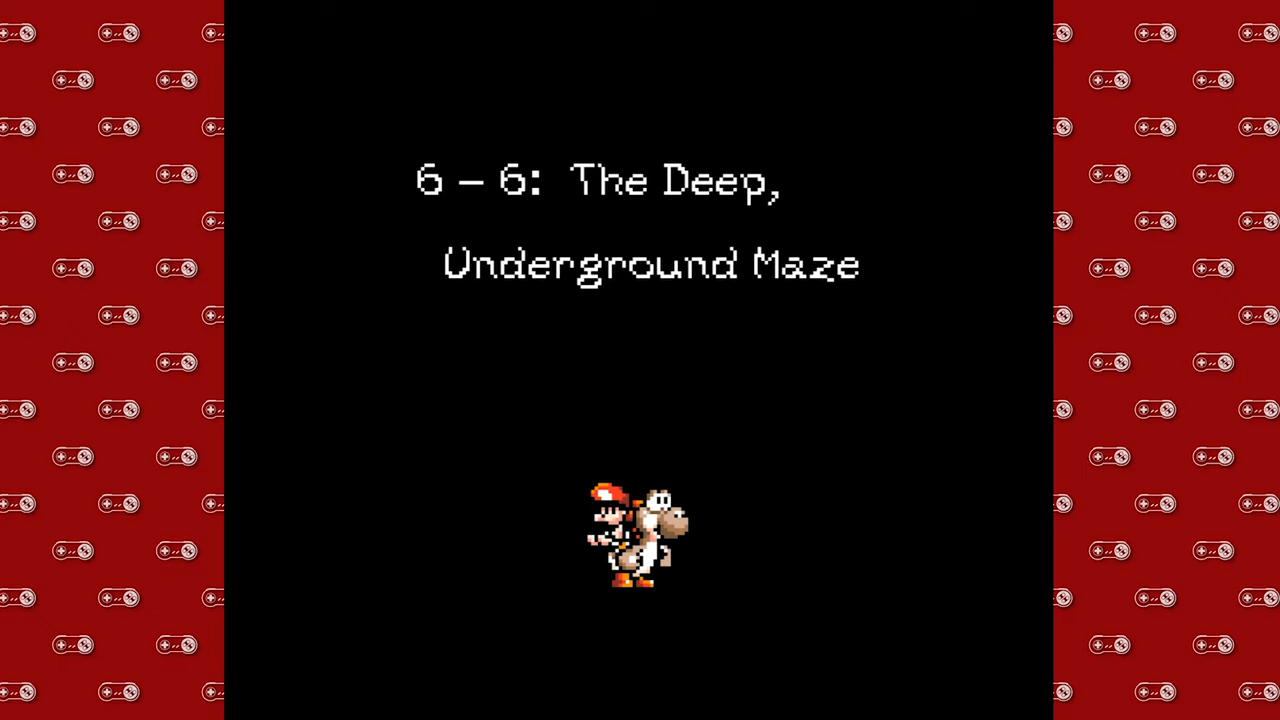 6 – 6: The Deep,
Underground Maze